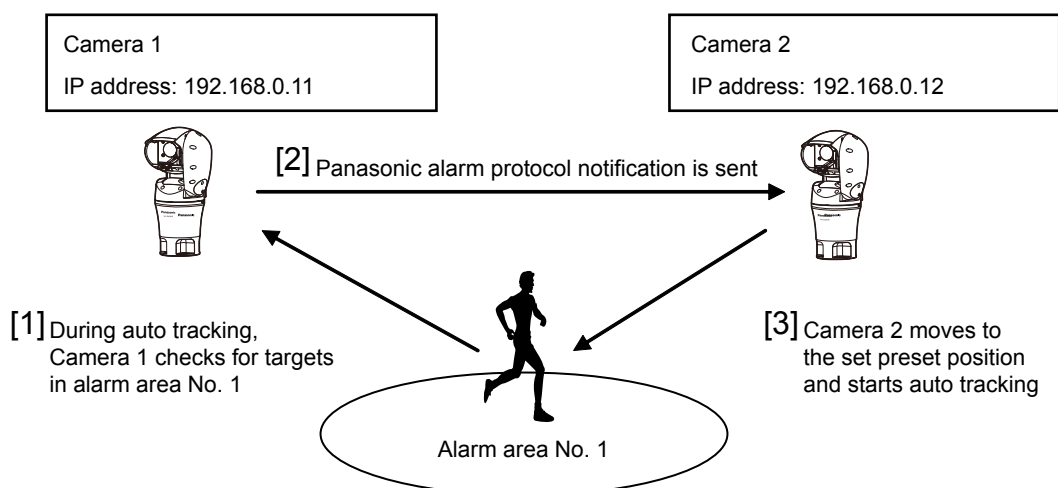 Camera 1
IP address: 192.168.0.11
Camera 2
IP address: 192.168.0.12
[2] Panasonic alarm protocol notification is sent
Panasonic
Panasonic
[1] During auto tracking,
Camera 1 checks for targets
in alarm area No. 1
[3] Camera 2 moves to
the set preset position
and starts auto tracking
Alarm area No. 1